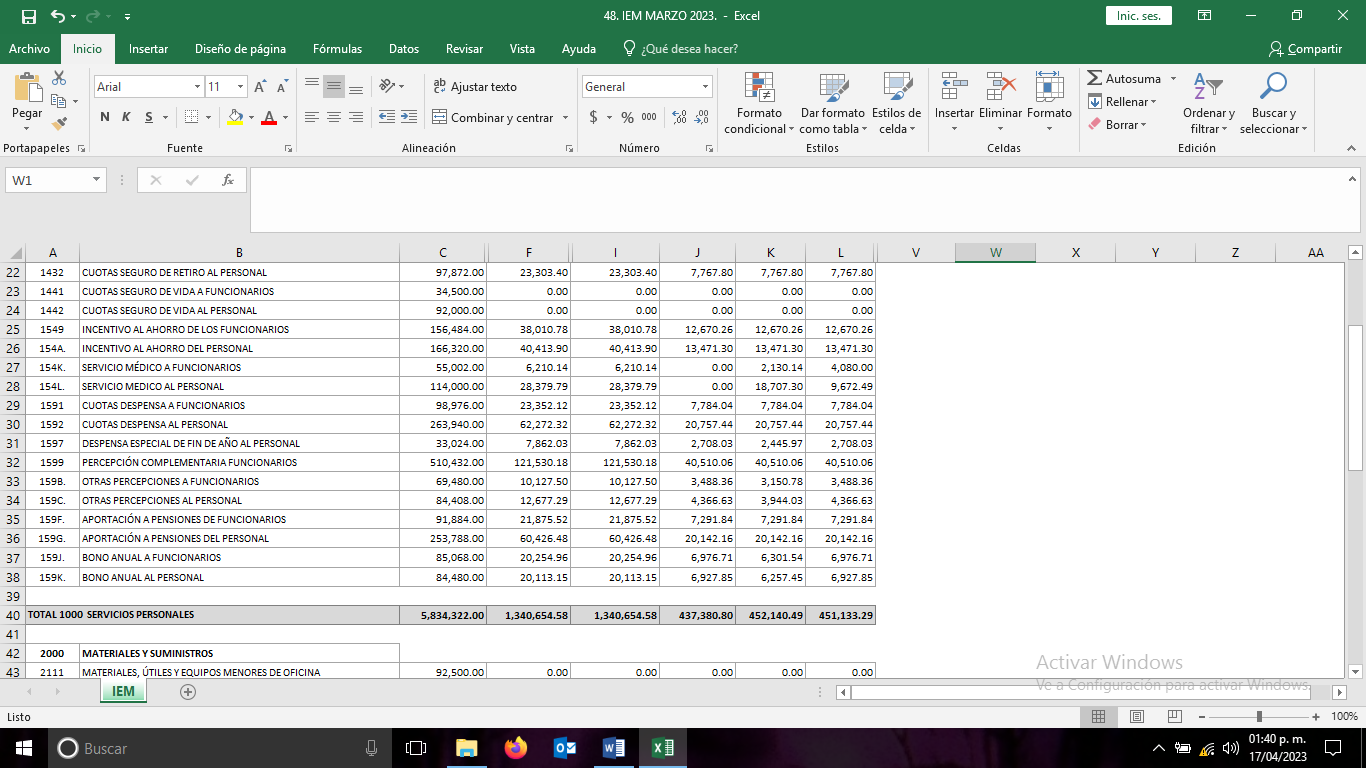 48. IEM MARZO 2023. - Excel
Inic. ses.
Archivo Inicio Insertar Diseño de página Fórmulas Datos Revisar Vista Ayuda ¿Qué desea hacer? Compartir
Pegar
Arial 11
N K S
Ajustar texto
Combinar y centrar
General
$ % 000
Formato condicional
Dar formato como tabla
Estilos de celda
Insertar Eliminar Formato
Autosuma
Rellenar
Borrar
Ordenar y filtrar
Buscar y seleccionar
Portapapeles Fuente Alineación Número Estilos Celdas Edición
W1 fx
A B C F I J K L V W X Y Z AA
22 1432 CUOTAS SEGURO DE RETIRO AL PERSONAL 97,872.00 23,303.40 23,303.40 7,767.80 7,767.80 7,767.80
23 1441 CUOTAS SEGURO DE VIDA A FUNCIONARIOS 34,500.00 0.00 0.00 0.00 0.00 0.00
24 1442 CUOTAS SEGURO DE VIDA AL PERSONAL 92,000.00 0.00 0.00 0.00 0.00 0.00
25 1549 INCENTIVO AL AHORRO DE LOS FUNCIONARIOS 156,484.00 38,010.78 38,010.78 12,670.26 12,670.26 12,670.26
26 154A. INCENTIVO AL AHORRO DEL PERSONAL 166,320.00 40,413.90 40,413.90 13,471.30 13,471.30 13,471.30
27 154K. SERVICIO MÉDICO A FUNCIONARIOS 55,002.00 6,210.14 6,210.14 0.00 2,130.14 4,080.00
28 154L. SERVICIO MEDICO AL PERSONAL 114,000.00 28,379.79 28,379.79 0.00 18,707.30 9,672.49
29 1591 CUOTAS DESPENSA A FUNCIONARIOS 98,976.00 23,352.12 23,352.12 7,784.04 7,784.04 7,784.04
30 1592 CUOTAS DESPENSA AL PERSONAL 263,940.00 62,272.32 62,272.32 20,757.44 20,757.44 20,757.44
31 1597 DESPENSA ESPECIAL DE FIN DE AÑO AL PERSONAL 33,024.00 7,862.03 7,862.03 2,708.03 2,445.97 2,708.03
32 1599 PERCEPCIÓN COMPLEMENTARIA FUNCIONARIOS 510,432.00 121,530.18 121,530.18 40,510.06 40,510.06 40,510.06
33 159B. OTRAS PERCEPCIONES A FUNCIONARIOS 69,480.00 10,127.50 10,127.50 3,488.36 3,150.78 3,488.36
34 159C. OTRAS PERCEPCIONES AL PERSONAL 84,408.00 12,677.29 12,677.29 4,366.63 3,944.03 4,366.63
35 159F. APORTACIÓN A PENSIONES DE FUNCIONARIOS 91,884.00 21,875.52 21,875.52 7,291.84 7,291.84 7,291.84
36 159G. APORTACIÓN A PENSIONES DEL PERSONAL 253,788.00 60,426.48 60,426.48 20,142.16 20,142.16 20,142.16
37 159J. BONO ANUAL A FUNCIONARIOS 85,068.00 20,254.96 20,254.96 6,976.71 6,301.54 6,976.71
38 159K. BONO ANUAL AL PERSONAL 84,480.00 20,113.15 20,113.15 6,927.85 6,257.45 6,927.85
39
40 TOTAL 1000 SERVICIOS PERSONALES 5,834,322.00 1,340,654.58 1,340,654.58 437,380.80 452,140.49 451,133.29
41
42 2000 MATERIALES Y SUMINISTROS
43 2111 MATERIALES, ÚTILES Y EQUIPOS MENORES DE OFICINA 92,500.00 0.00 0.00 0.00 0.00 0.00
Activar Windows
Ve a Configuración para activar Windows.
IEM
Listo 100%
Buscar
01:40 p. m.
17/04/2023